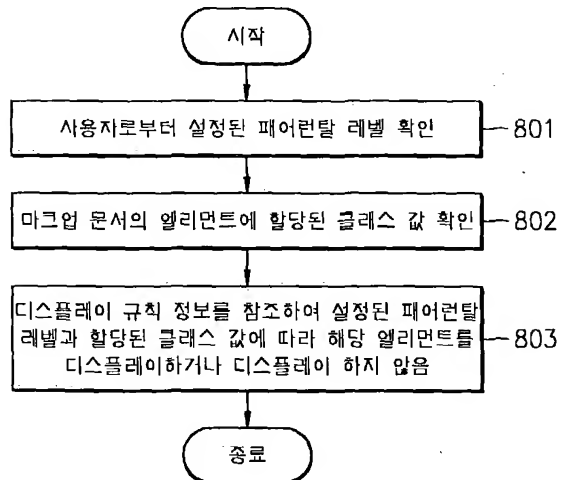 시작
사용자로부터 설정된 패어런탈 레벨 확인
801
마크업 문서의 엘리먼트에 할당된 클래스 값 확인
802
디스플레이 규칙 정보를 참조하여 설정된 패어런탈
레벨과 할당된 클래스 값에 따라 해당 엘리먼트를
디스플레이하거나 디스플레이 하지 않음
803
종료